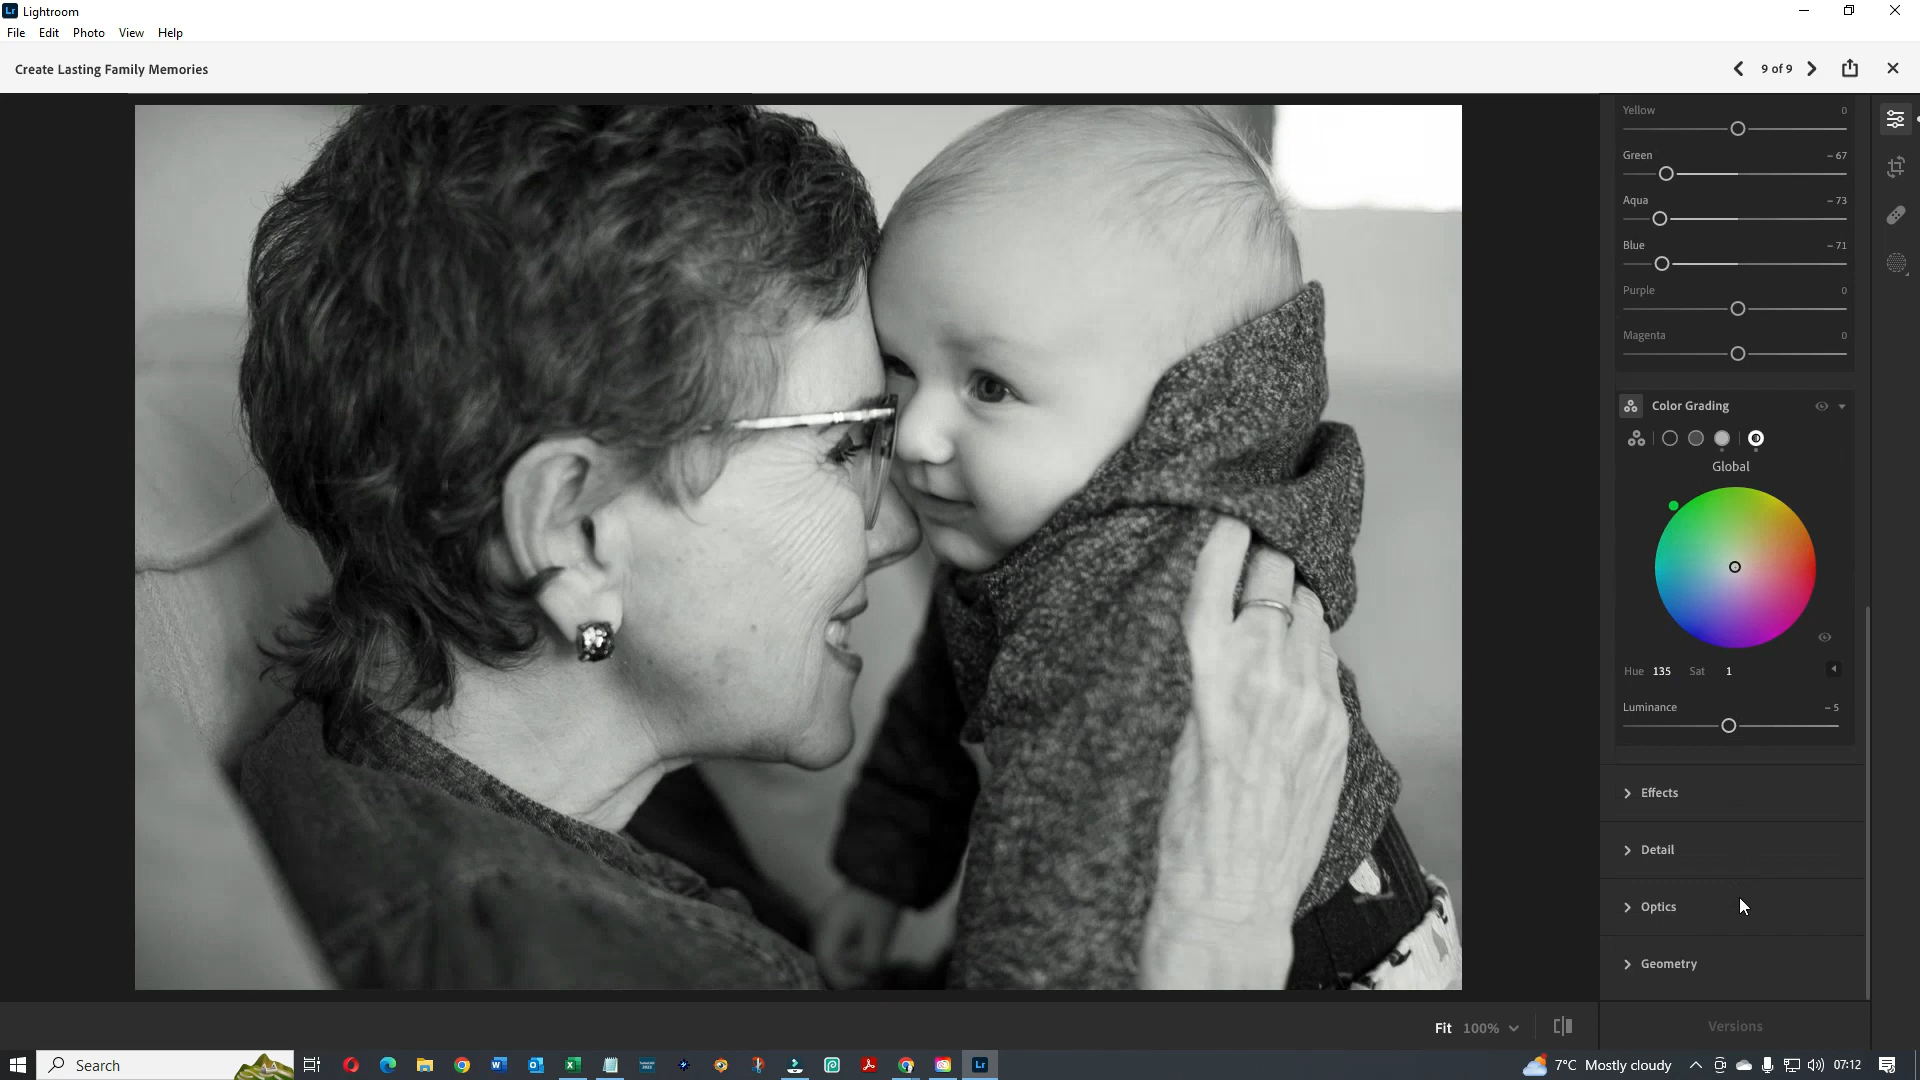 Lr Lightroom
File Edit Photo View Help
Create Lasting Family Memories
9 of 9
Yellow 0
Green -67
Aqua -73
Blue -71
Purple 0
Magenta 0
Color Grading
Global
Hue 135 Sat 1
Luminance -5
Effects
Detail
Optics
Geometry
Fit 100%
Versions
Search
7°C Mostly cloudy 07:12